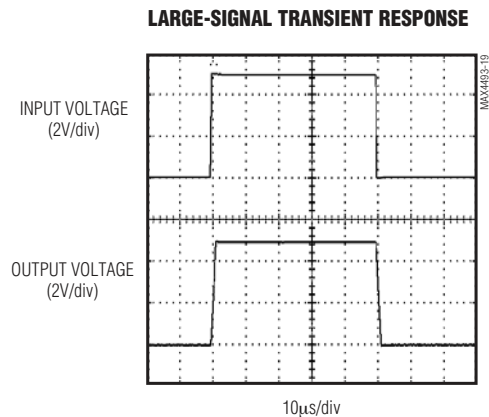 LARGE-SIGNAL TRANSIENT RESPONSE
MAX4493-19
INPUT VOLTAGE
(2V/div)
OUTPUT VOLTAGE
(2V/div)
10µs/div